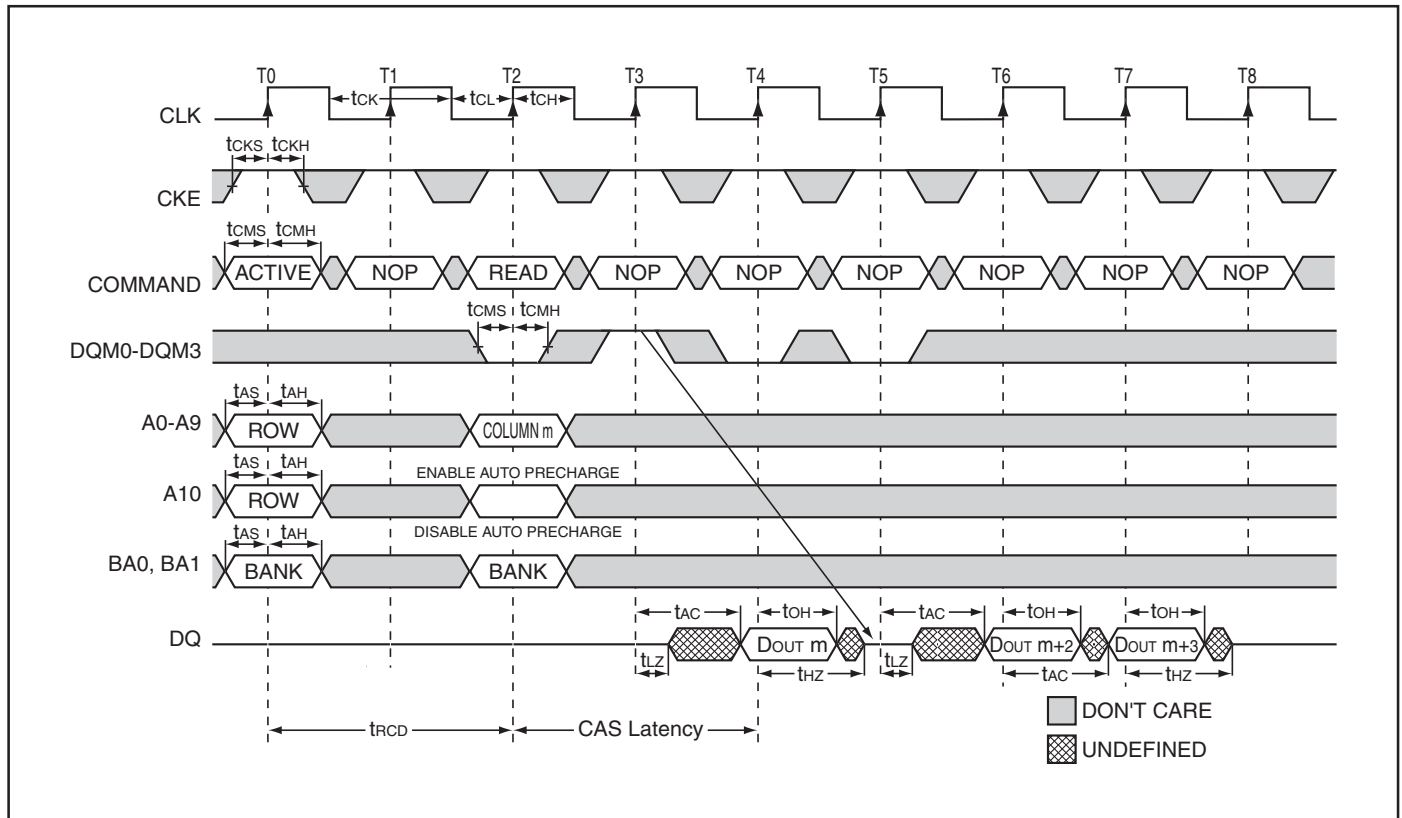 T0 T1 T2 T3 T4 T5 T6 T7 T8
CLK tCK tCL tCH
tCKS tCKH
CKE
tCMS tCMH
COMMAND ACTIVE NOP READ NOP NOP NOP NOP NOP NOP
tCMS tCMH
DQM0-DQM3
tAS tAH
A0-A9 ROW COLUMN m
tAS tAH ENABLE AUTO PRECHARGE
A10 ROW
tAS tAH DISABLE AUTO PRECHARGE
BA0, BA1 BANK BANK
tAC tOH tAC tOH tOH
DQ DOUT m DOUT m+2 DOUT m+3
tLZ tHZ tLZ tAC tHZ
tRCD CAS Latency
DON'T CARE
UNDEFINED